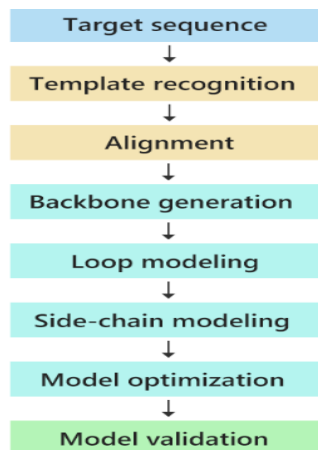 Target sequence
↓
Template recognition
↓
Alignment
↓
Backbone generation
↓
Loop modeling
↓
Side-chain modeling
↓
Model optimization
↓
Model validation